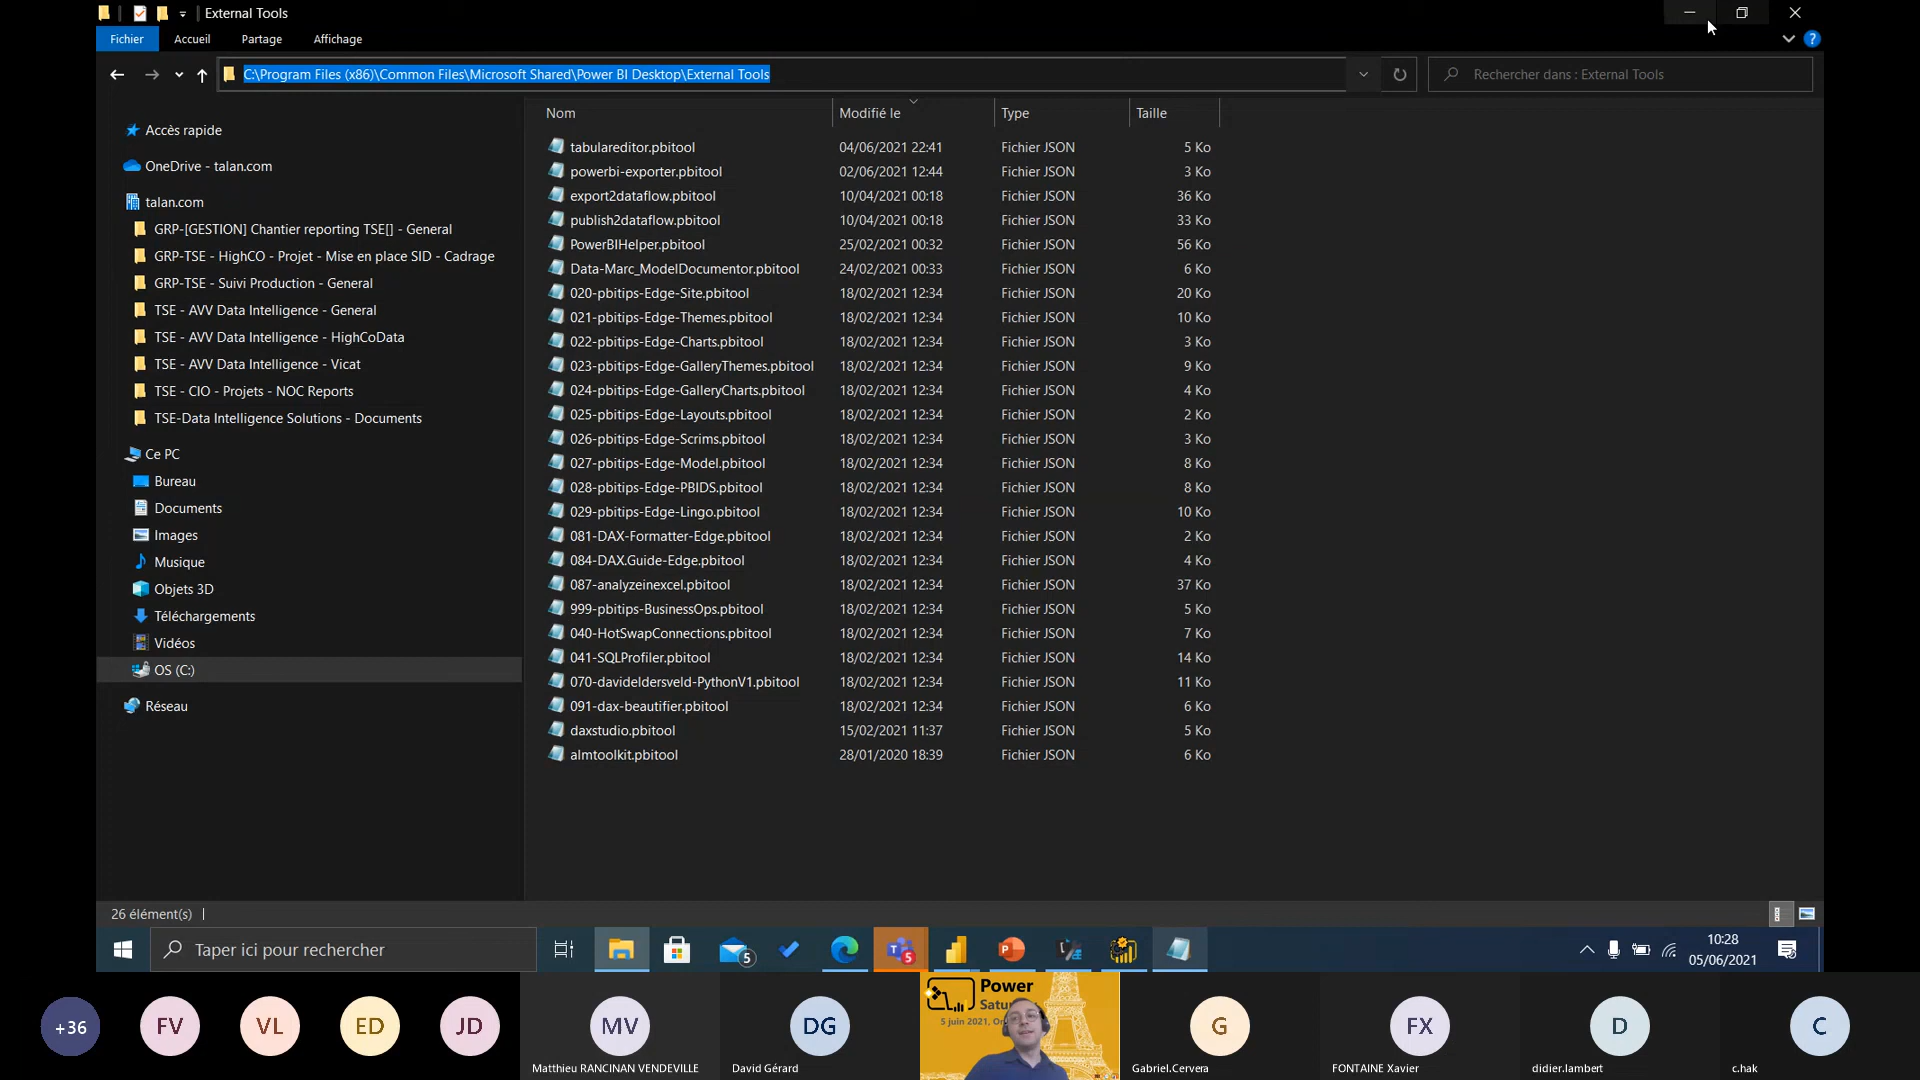 External Tools
Fichier
Accueil
Partage
Affichage
C:\Program Files (x86)\Common Files\Microsoft Shared\Power BI Desktop\External Tools
Rechercher dans : External Tools
Accès rapide
OneDrive - talan.com
talan.com
GRP-[GESTION] Chantier reporting TSE[] - General
GRP-TSE - HighCO - Projet - Mise en place SID - Cadrage
GRP-TSE - Suivi Production - General
TSE - AVV Data Intelligence - General
TSE - AVV Data Intelligence - HighCoData
TSE - AVV Data Intelligence - Vicat
TSE - CIO - Projets - NOC Reports
TSE-Data Intelligence Solutions - Documents
Ce PC
Bureau
Documents
Images
Musique
Objets 3D
Téléchargements
Vidéos
OS (C:)
Réseau
Nom Modifié le Type Taille
tabulareditor.pbitool 04/06/2021 22:41 Fichier JSON 5 Ko
powerbi-exporter.pbitool 02/06/2021 12:44 Fichier JSON 3 Ko
export2dataflow.pbitool 10/04/2021 00:18 Fichier JSON 36 Ko
publish2dataflow.pbitool 10/04/2021 00:18 Fichier JSON 33 Ko
PowerBIHelper.pbitool 25/02/2021 00:32 Fichier JSON 56 Ko
Data-Marc_ModelDocumentor.pbitool 24/02/2021 00:33 Fichier JSON 6 Ko
020-pbitips-Edge-Site.pbitool 18/02/2021 12:34 Fichier JSON 20 Ko
021-pbitips-Edge-Themes.pbitool 18/02/2021 12:34 Fichier JSON 10 Ko
022-pbitips-Edge-Charts.pbitool 18/02/2021 12:34 Fichier JSON 3 Ko
023-pbitips-Edge-GalleryThemes.pbitool 18/02/2021 12:34 Fichier JSON 9 Ko
024-pbitips-Edge-GalleryCharts.pbitool 18/02/2021 12:34 Fichier JSON 4 Ko
025-pbitips-Edge-Layouts.pbitool 18/02/2021 12:34 Fichier JSON 2 Ko
026-pbitips-Edge-Scrims.pbitool 18/02/2021 12:34 Fichier JSON 3 Ko
027-pbitips-Edge-Model.pbitool 18/02/2021 12:34 Fichier JSON 8 Ko
028-pbitips-Edge-PBIDS.pbitool 18/02/2021 12:34 Fichier JSON 8 Ko
029-pbitips-Edge-Lingo.pbitool 18/02/2021 12:34 Fichier JSON 10 Ko
081-DAX-Formatter-Edge.pbitool 18/02/2021 12:34 Fichier JSON 2 Ko
084-DAX.Guide-Edge.pbitool 18/02/2021 12:34 Fichier JSON 4 Ko
087-analyzeinexcel.pbitool 18/02/2021 12:34 Fichier JSON 37 Ko
999-pbitips-BusinessOps.pbitool 18/02/2021 12:34 Fichier JSON 5 Ko
040-HotSwapConnections.pbitool 18/02/2021 12:34 Fichier JSON 7 Ko
041-SQLProfiler.pbitool 18/02/2021 12:34 Fichier JSON 14 Ko
070-davideldersveld-PythonV1.pbitool 18/02/2021 12:34 Fichier JSON 11 Ko
091-dax-beautifier.pbitool 18/02/2021 12:34 Fichier JSON 6 Ko
daxstudio.pbitool 15/02/2021 11:37 Fichier JSON 5 Ko
almtoolkit.pbitool 28/01/2020 18:39 Fichier JSON 6 Ko
26 élément(s)
Taper ici pour rechercher
5
5
10:28
05/06/2021
+36
FV
VL
ED
JD
MV
Matthieu RANCINAN VENDEVILLE
DG
David Gérard
Power
5 juin 2021,
G
Gabriel.Cervera
FX
FONTAINE Xavier
D
didier.lambert
C
c.hak